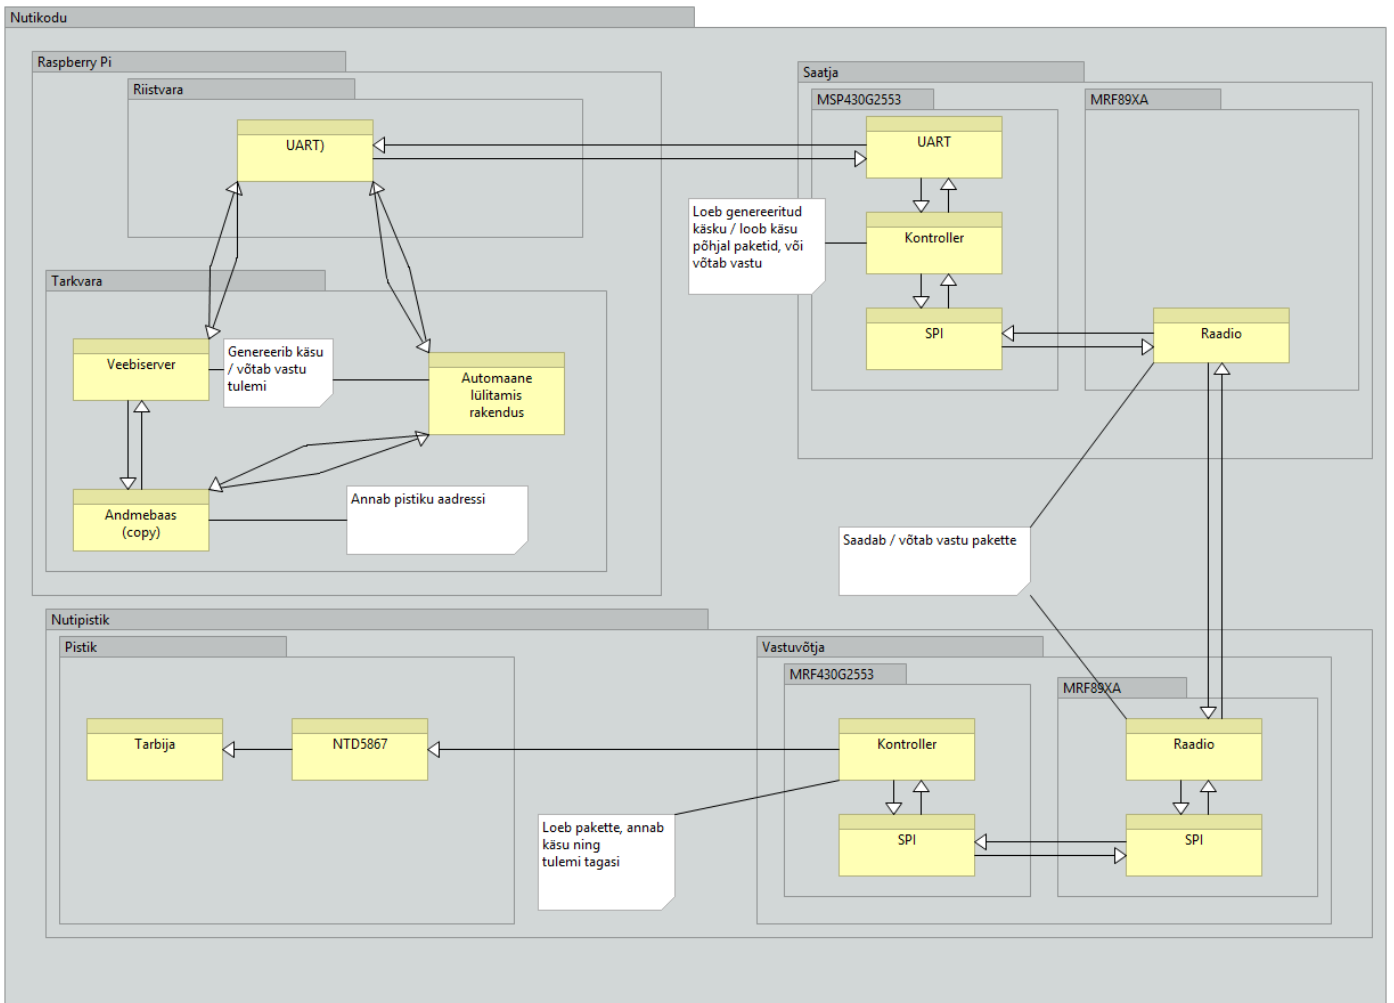 Nutikodu
Raspberry Pi
Riistvara
UART)
Saatja
MSP430G2553
MRF89XA
UART
Loeb genereeritud
käsku / loob käsu
põhjal paketid, või
võtab vastu
Kontroller
SPI
Raadio
Tarkvara
Veebiserver
Genereerib käsu
/ võtab vastu
tulemi
Automaane
lülitamis
rakendus
Andmebaas
(copy)
Annab pistiku aadressi
Saadab / võtab vastu pakette
Nutipistik
Pistik
Tarbija
NTD5867
Vastuvõtja
MRF430G2553
MRF89XA
Kontroller
Raadio
Loeb pakette, annab
käsu ning
tulemi tagasi
SPI
SPI